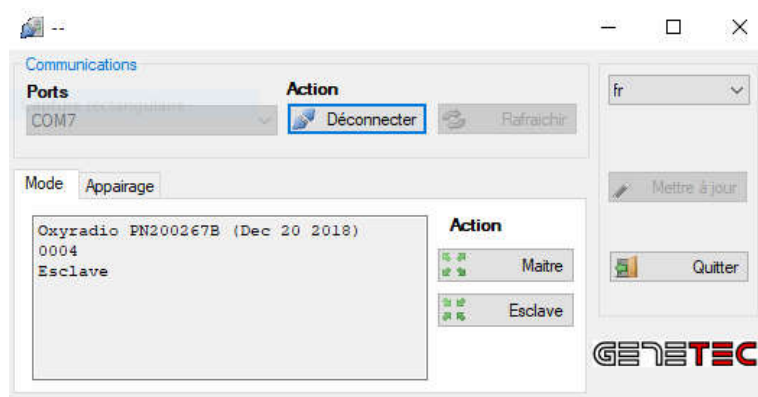 --
Communications
Ports
Action
COM7
Déconnecter
Rafraichir
fr
Mode
Appairage
Mettre à jour
Oxyradio PN200267B (Dec 20 2018)
0004
Esclave
Action
Maitre
Esclave
Quitter
GENETEC